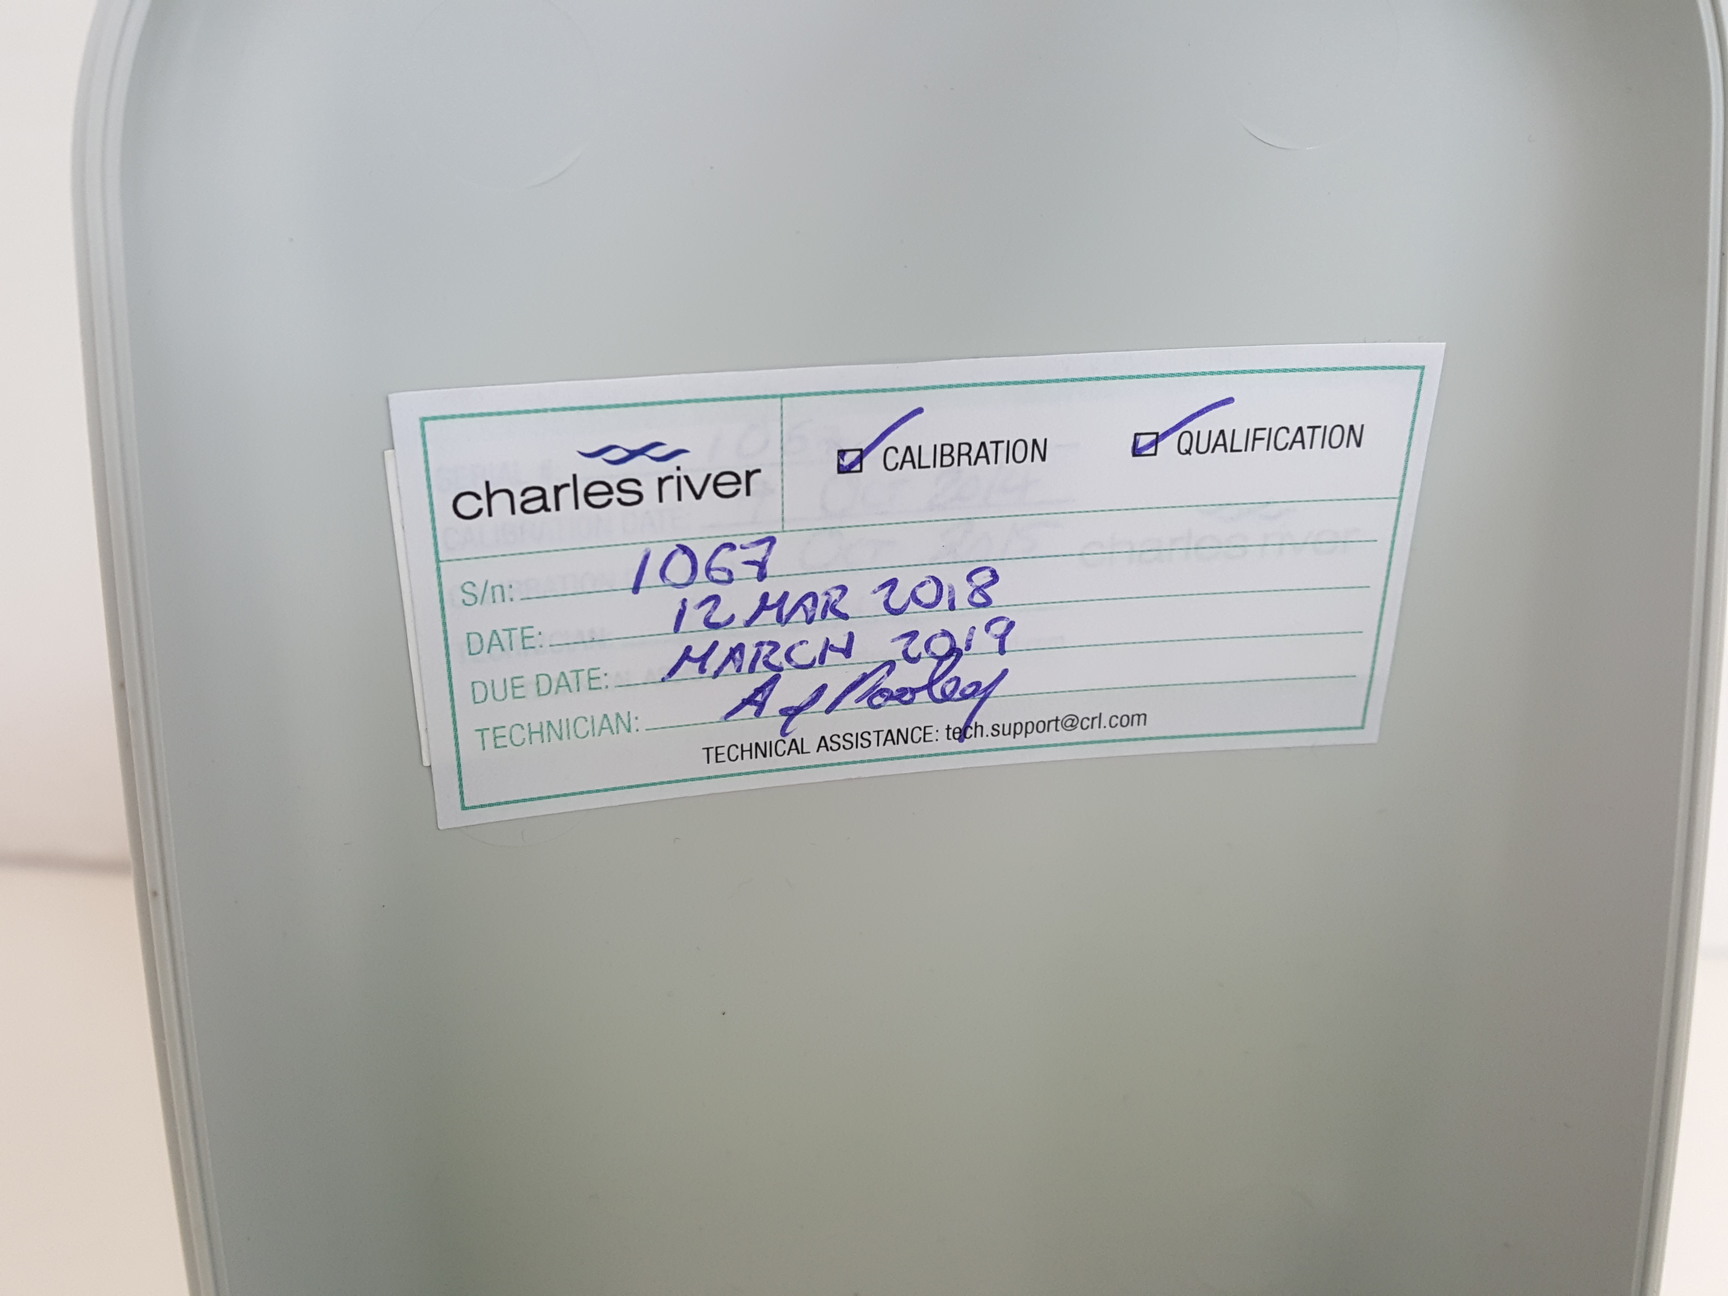 charles river
CALIBRATION QUALIFICATION
S/n: 1067
DATE: 12 MAR 2018
DUE DATE: MARCH 2019
TECHNICIAN:
TECHNICAL ASSISTANCE: tech.support@crl.com